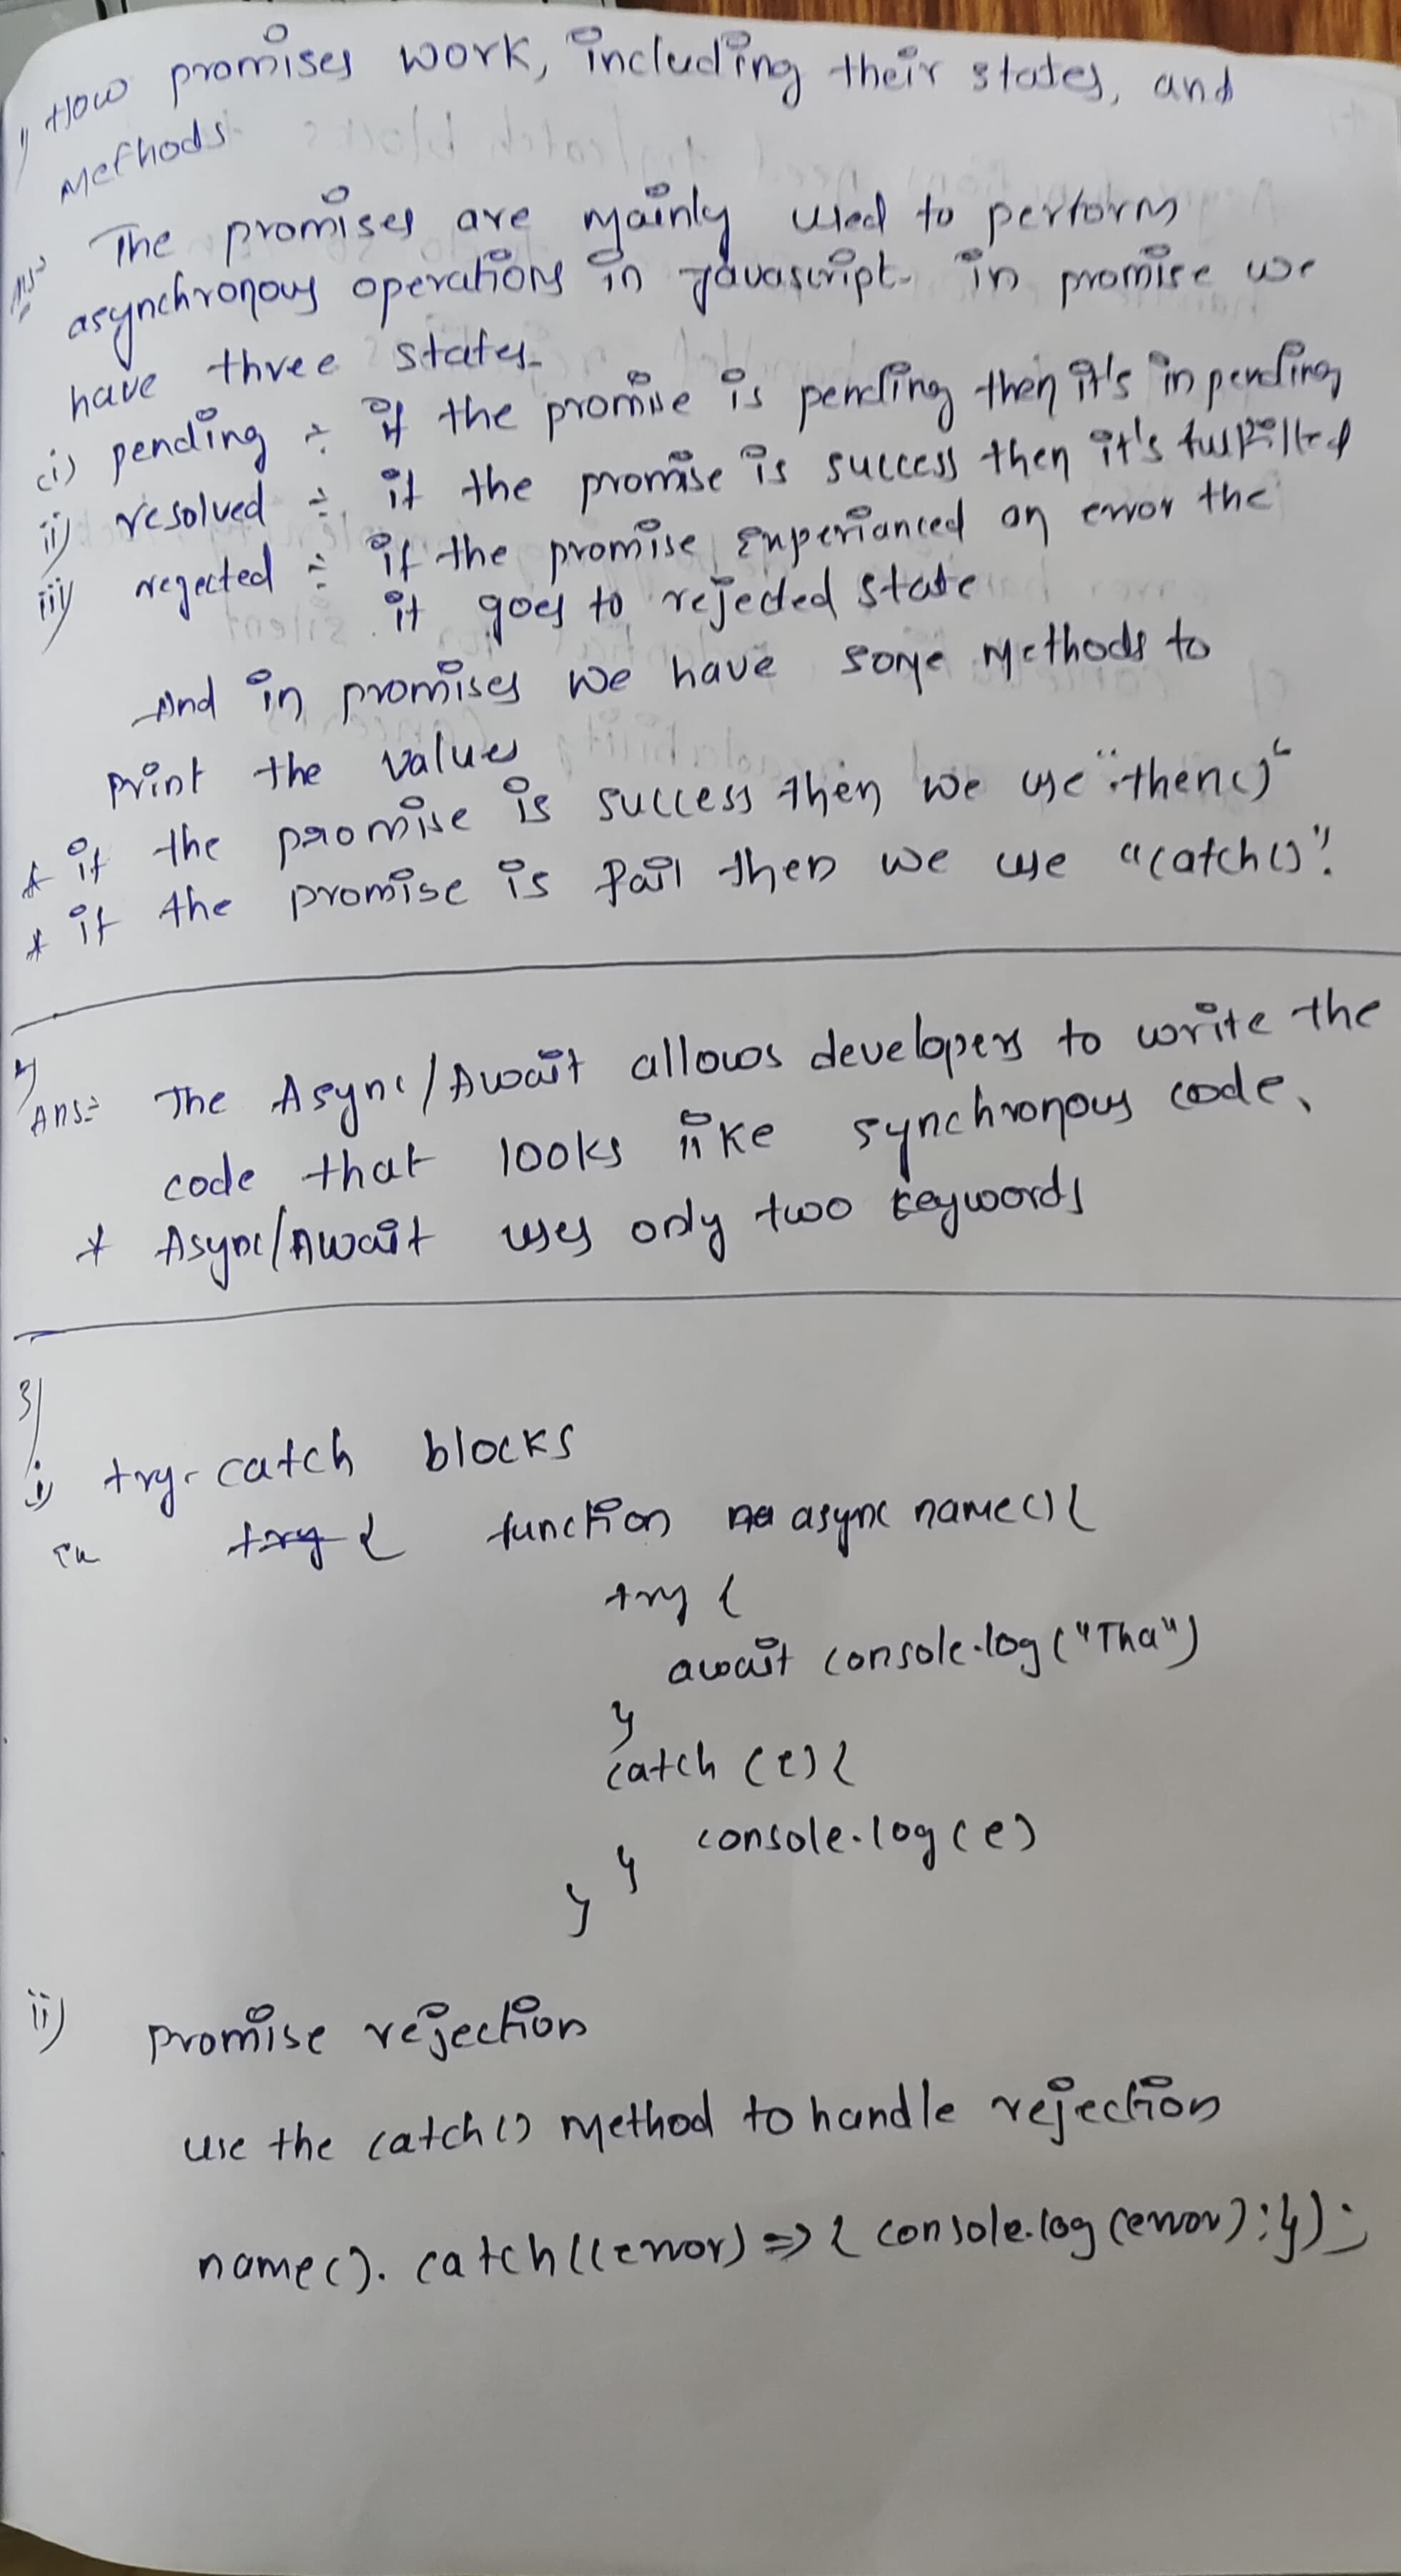 1) How promises work, including their states, and
Methods.
Ans:- The promises are mainly used to perform
asynchronous operations in Javascript. in promise we
have three states.
(i) pending ÷ if the promise is pending then it's in pending
ii) resolved ÷ if the promise is success then it's fulfilled
iii) rejected ÷ if the promise experianced an error the
it goes to rejected state
And in promises we have some methods to
print the values
* if the promise is success then we use ".then()"
* if the promise is fail then we use "catch()".
Ans:- The Async/Await allows developers to write the
code that looks like synchronous code.
* Async/Await uses only two keywords
3)
i) try-catch blocks
try { function async name() {
try {
await console.log("Tha")
}
catch (e) {
console.log(e)
}
}
ii) promise rejection
use the catch() method to handle rejection
name(). catch((error) => { console.log(error); });